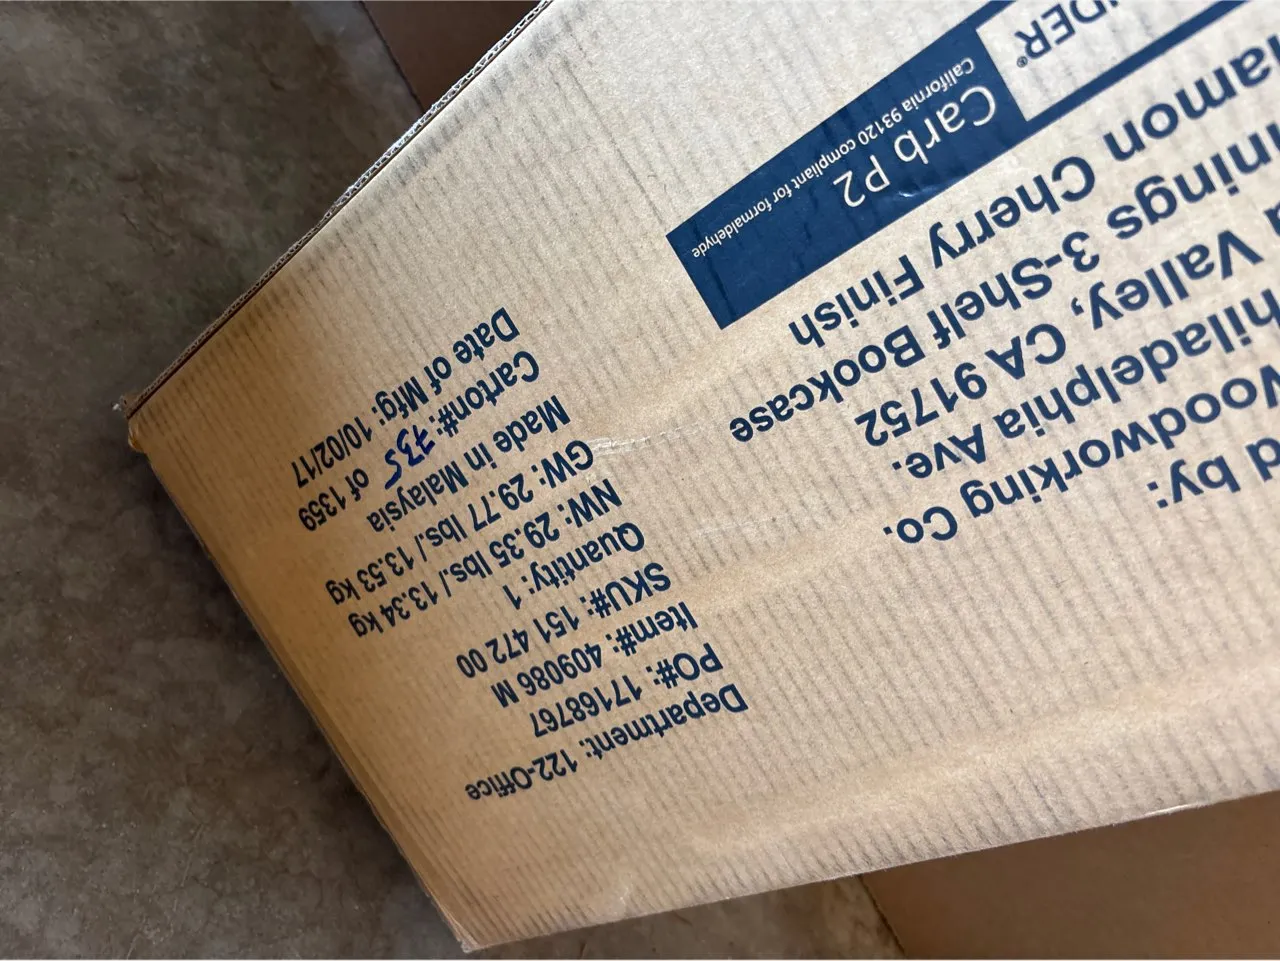 d by:
Woodworking Co.
hiladelphia Ave.
Valley, CA 91752
nings 3-Shelf Bookcase
amon Cherry Finish
DER®
Carb P2
California 93120 compliant for formaldehyde
Department: 122-Office
PO#: 17168767
Item#: 409086 M
SKU#: 151 472 00
Quantity: 1
NW: 29.35 lbs./ 13.34 kg
GW: 29.77 lbs./ 13.53 kg
Made in Malaysia
Carton#: 735 of 1359
Date of Mfg: 10/02/17